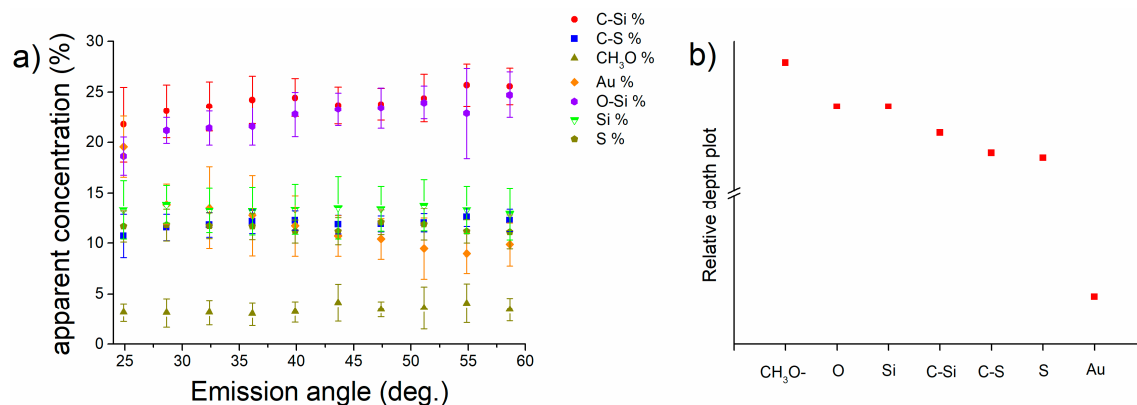 a)
apparent concentration (%)
30
25
20
15
10
5
0
25 30 35 40 45 50 55 60
Emission angle (deg.)
C-Si %
C-S %
CH₃O %
Au %
O-Si %
Si %
S %
b)
Relative depth plot
CH₃O- O Si C-Si C-S S Au